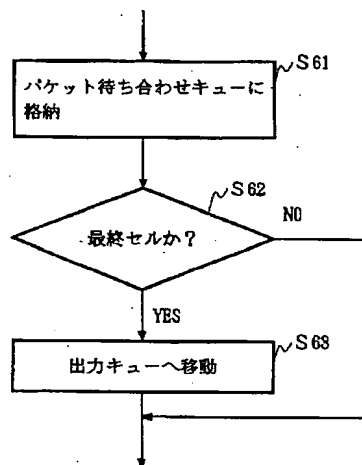 S61
パケット待ち合わせキューに
格納
S62
最終セルか？
NO
YES
S63
出力キューへ移動